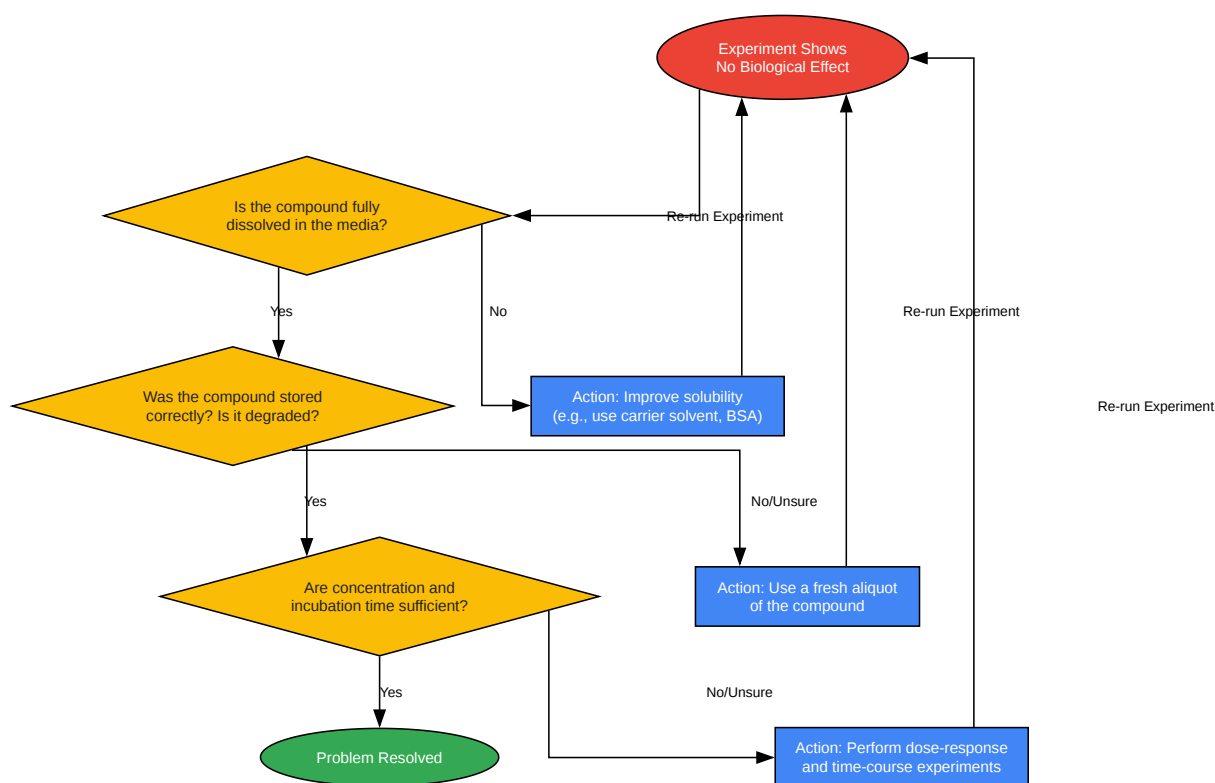 Experiment Shows
No Biological Effect
Is the compound fully
dissolved in the media?
Re-run Experiment
Yes
No
Re-run Experiment
Was the compound stored
correctly? Is it degraded?
Action: Improve solubility
(e.g., use carrier solvent, BSA)
Re-run Experiment
Yes
No/Unsure
Are concentration and
incubation time sufficient?
Action: Use a fresh aliquot
of the compound
Yes
No/Unsure
Problem Resolved
Action: Perform dose-response
and time-course experiments